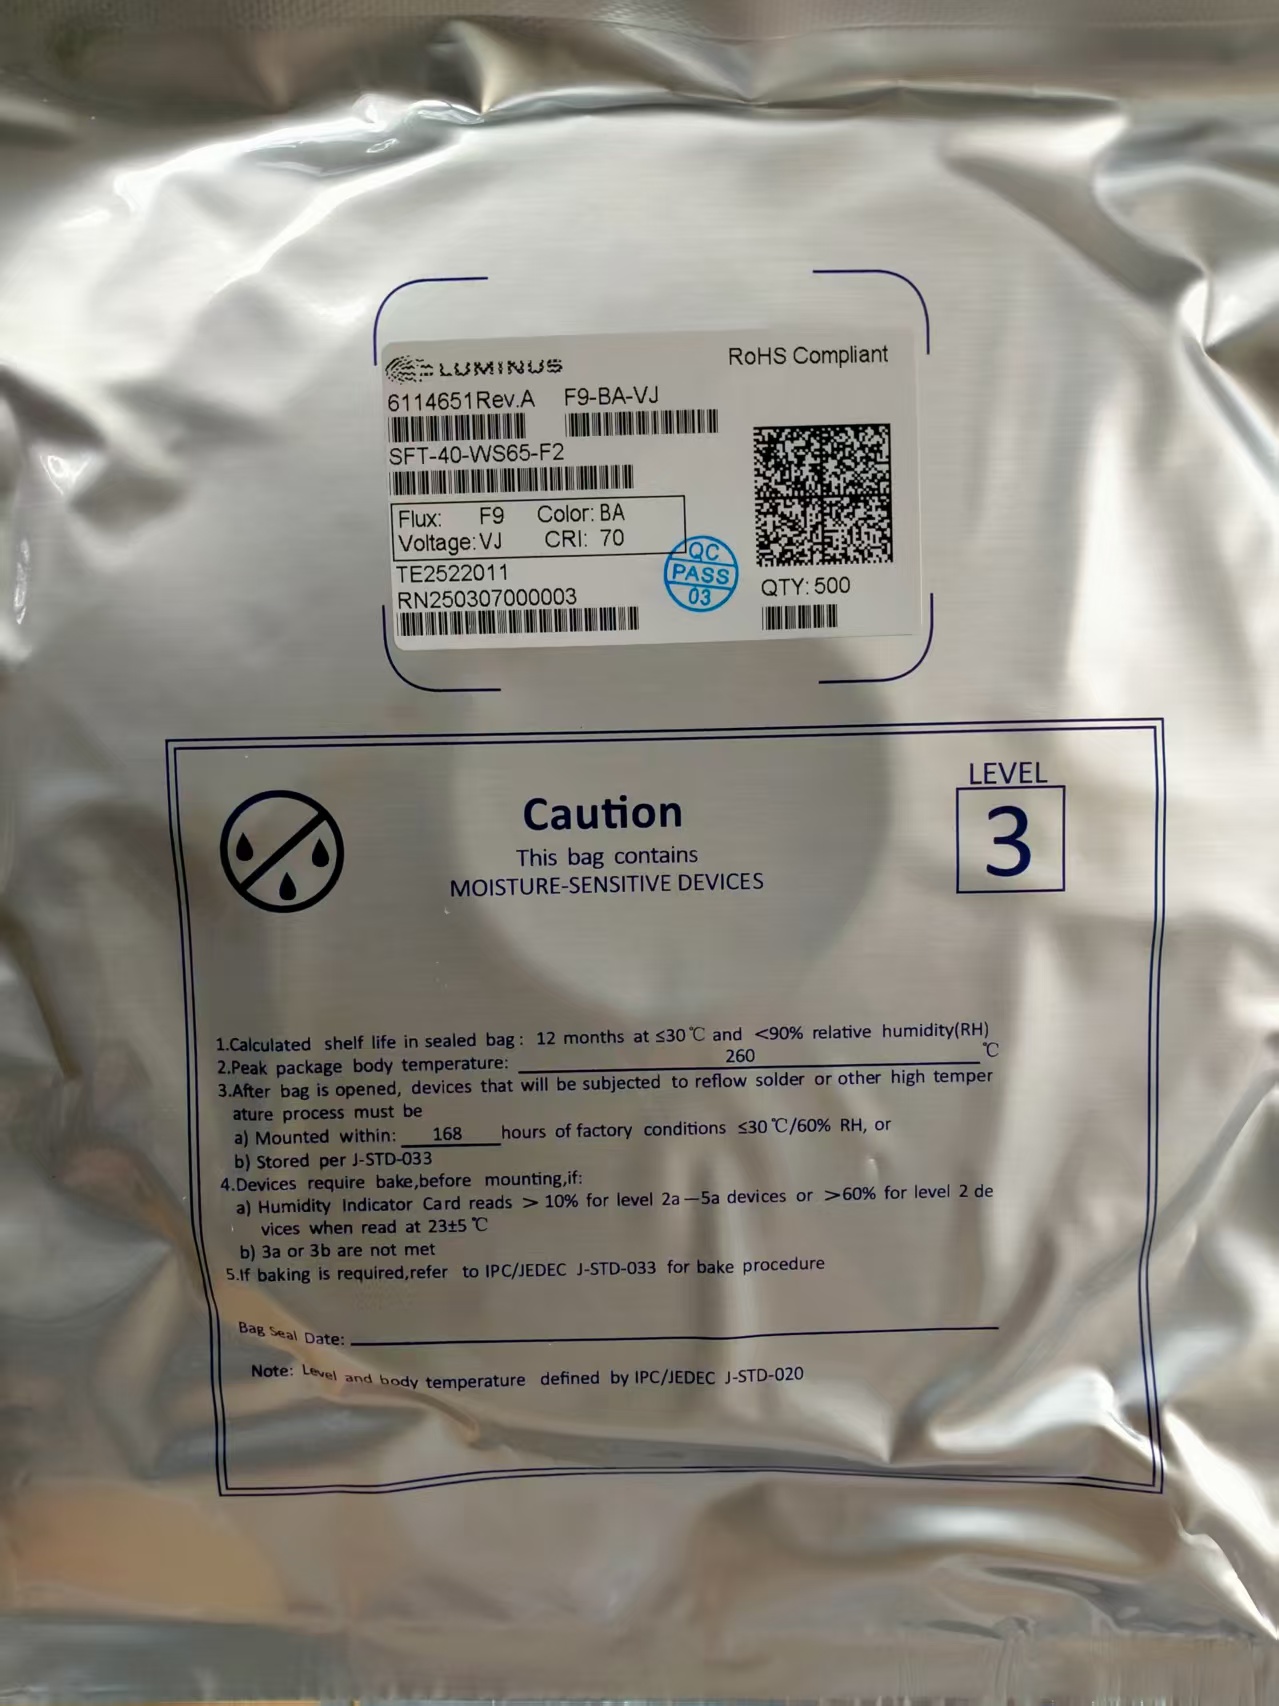 LUMINUS
RoHS Compliant
6114651Rev.A F9-BA-VJ
SFT-40-WS65-F2
Flux: F9 Color: BA
Voltage: VJ CRI: 70
TE2522011
RN250307000003
QC
PASS
03
QTY: 500
LEVEL
3
Caution
This bag contains
MOISTURE-SENSITIVE DEVICES
1.Calculated shelf life in sealed bag: 12 months at ≤30℃ and <90% relative humidity(RH)
2.Peak package body temperature: 260 ℃
3.After bag is opened, devices that will be subjected to reflow solder or other high temper
ature process must be
a) Mounted within: 168 hours of factory conditions ≤30℃/60% RH, or
b) Stored per J-STD-033
4.Devices require bake,before mounting,if:
a) Humidity Indicator Card reads > 10% for level 2a—5a devices or >60% for level 2 de
vices when read at 23±5℃
b) 3a or 3b are not met
5.If baking is required,refer to IPC/JEDEC J-STD-033 for bake procedure
Bag Seal Date:
Note: Level and body temperature defined by IPC/JEDEC J-STD-020